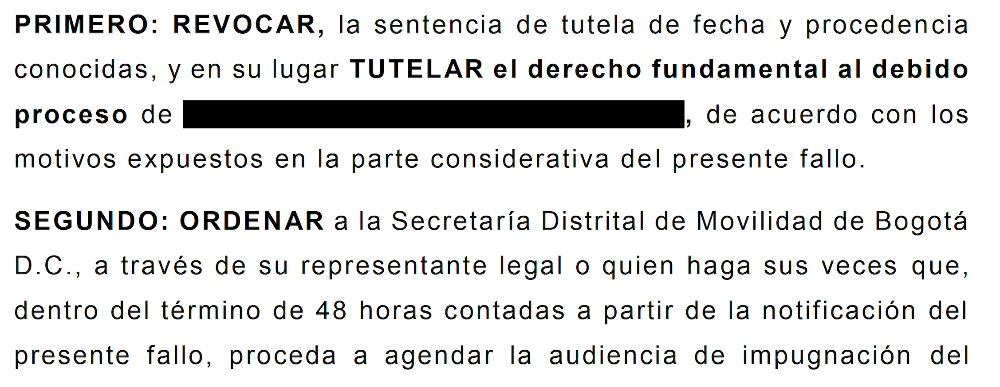 PRIMERO: REVOCAR, la sentencia de tutela de fecha y procedencia
conocidas, y en su lugar TUTELAR el derecho fundamental al debido
proceso de , de acuerdo con los
motivos expuestos en la parte considerativa del presente fallo.
SEGUNDO: ORDENAR a la Secretaría Distrital de Movilidad de Bogotá
D.C., a través de su representante legal o quien haga sus veces que,
dentro del término de 48 horas contadas a partir de la notificación del
presente fallo, proceda a agendar la audiencia de impugnación del